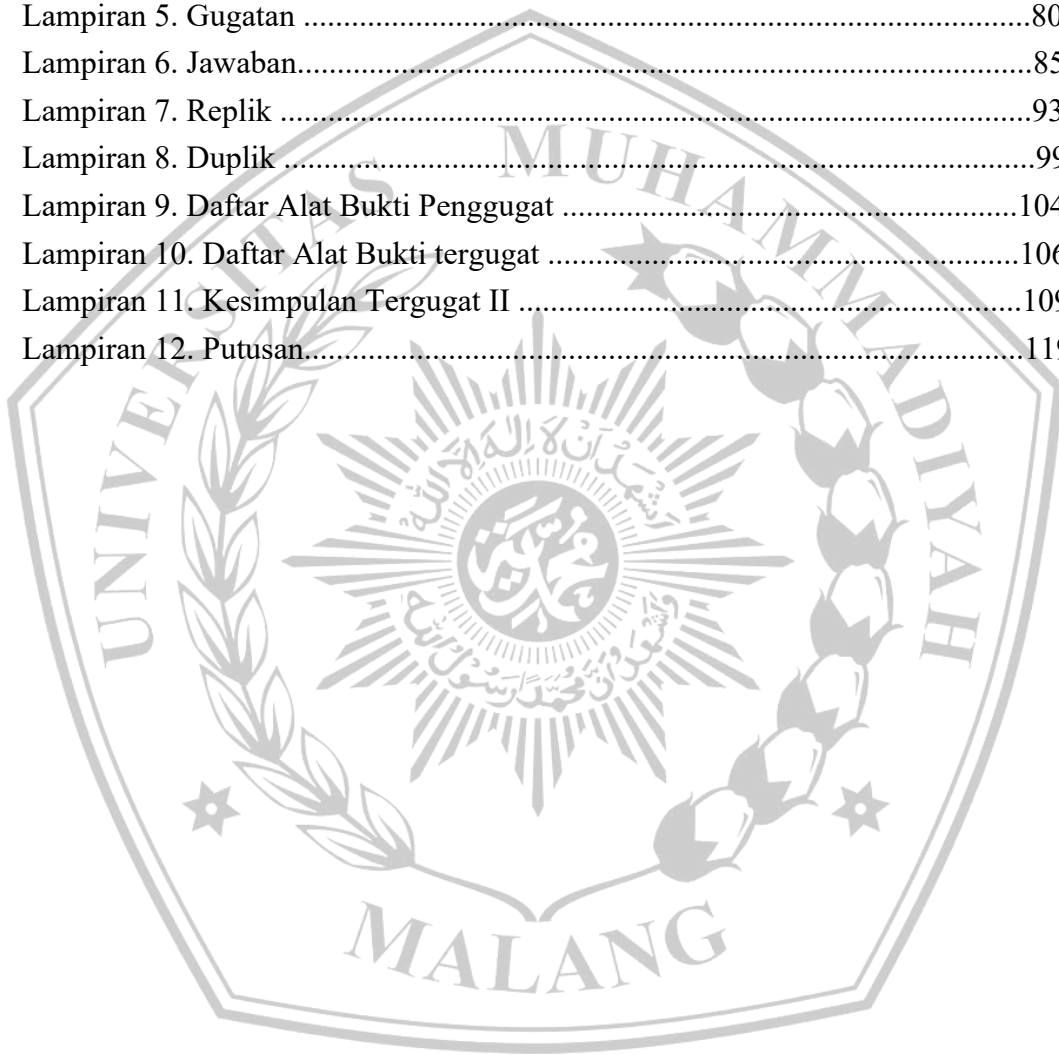 Lampiran 5. Gugatan ....................................................................................................80
Lampiran 6. Jawaban.....................................................................................................85
Lampiran 7. Replik .......................................................................................................93
Lampiran 8. Duplik .......................................................................................................99
Lampiran 9. Daftar Alat Bukti Penggugat ..............................................................104
Lampiran 10. Daftar Alat Bukti tergugat ................................................................106
Lampiran 11. Kesimpulan Tergugat II ....................................................................109
Lampiran 12. Putusan...................................................................................................119
UNIVERSITAS MUHAMMADIYAH
MALANG